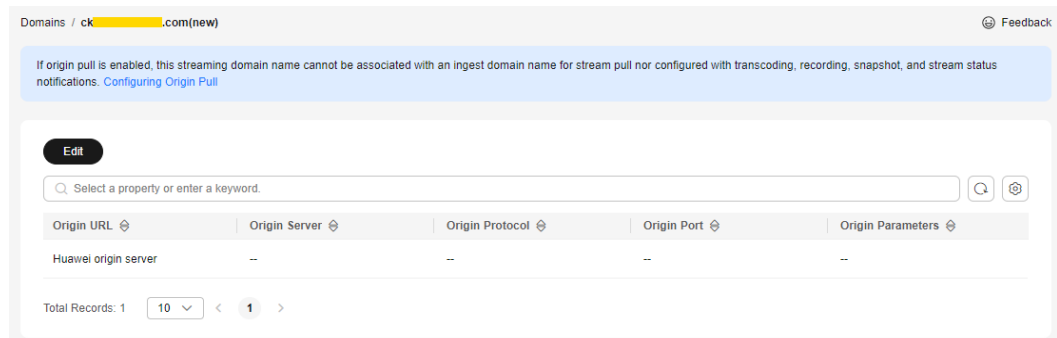 Domains / ck .com(new)
Feedback
If origin pull is enabled, this streaming domain name cannot be associated with an ingest domain name for stream pull nor configured with transcoding, recording, snapshot, and stream status
notifications. Configuring Origin Pull
Edit
Select a property or enter a keyword.
Origin URL Origin Server Origin Protocol Origin Port Origin Parameters
Huawei origin server -- -- -- --
Total Records: 1 10 < 1 >